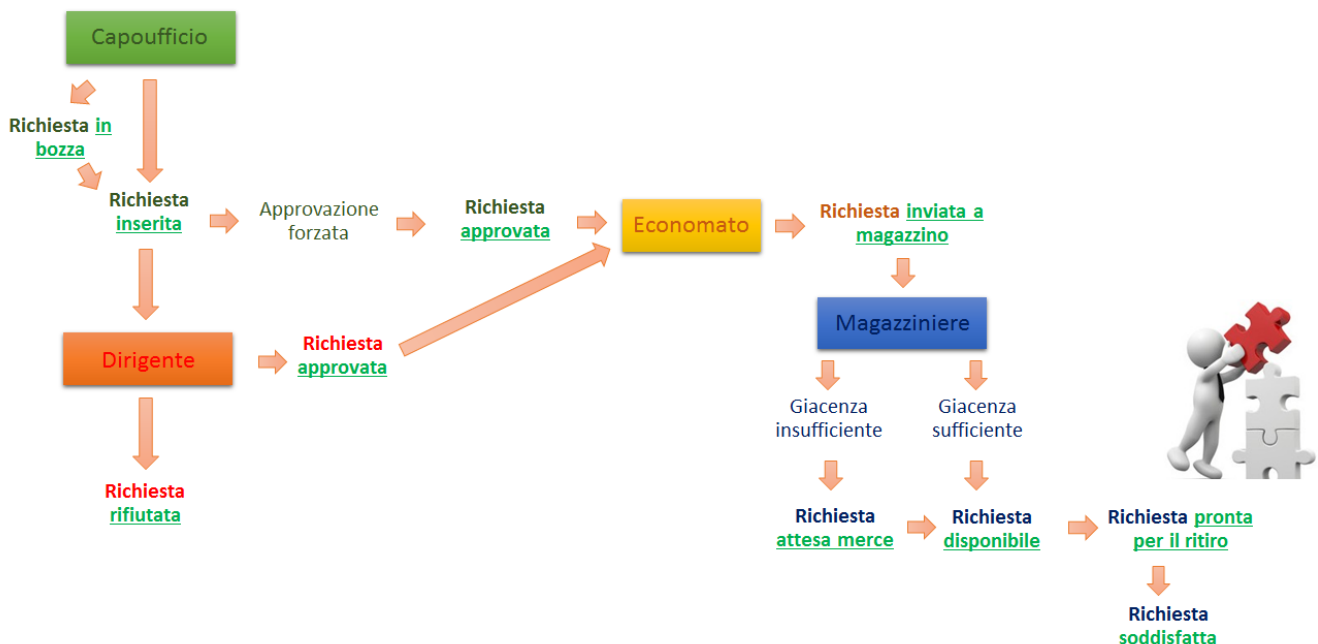 Capoufficio
Richiesta in
bozza
Richiesta
inserita
Approvazione
forzata
Richiesta
approvata
Economato
Richiesta inviata a
magazzino
Dirigente
Richiesta
approvata
Magazziniere
Giacenza
insufficiente
Giacenza
sufficiente
Richiesta
rifiutata
Richiesta
attesa merce
Richiesta
disponibile
Richiesta pronta
per il ritiro
Richiesta
soddisfatta